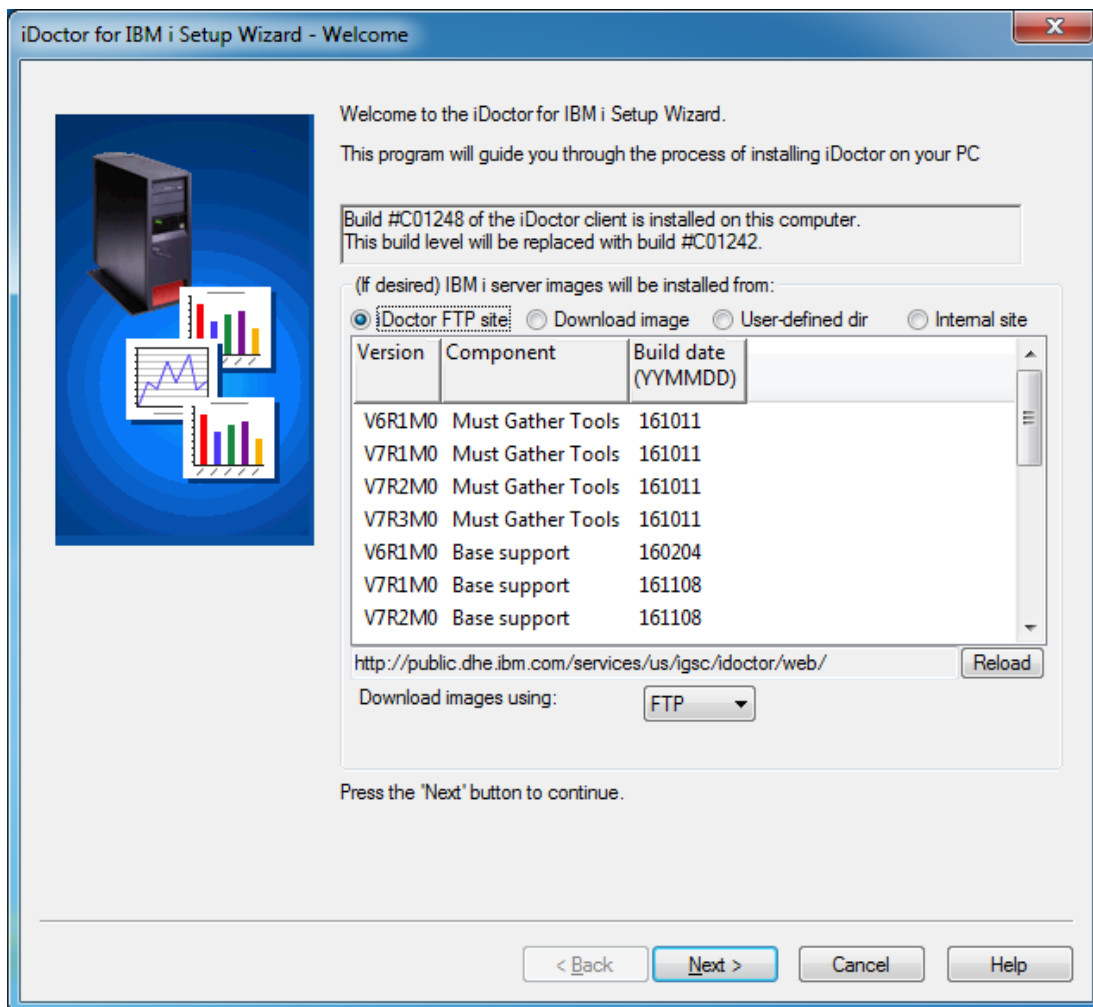 iDoctor for IBM i Setup Wizard - Welcome
Welcome to the iDoctor for IBM i Setup Wizard.
This program will guide you through the process of installing iDoctor on your PC
Build #C01248 of the iDoctor client is installed on this computer.
This build level will be replaced with build #C01242.
(If desired) IBM i server images will be installed from:
iDoctor FTP site Download image User-defined dir Internal site
Version Component Build date
(YYMMDD)
V6R1M0 Must Gather Tools 161011
V7R1M0 Must Gather Tools 161011
V7R2M0 Must Gather Tools 161011
V7R3M0 Must Gather Tools 161011
V6R1M0 Base support 160204
V7R1M0 Base support 161108
V7R2M0 Base support 161108
http://public.dhe.ibm.com/services/us/igsc/idoctor/web/ Reload
Download images using: FTP
Press the 'Next' button to continue.
< Back Next > Cancel Help